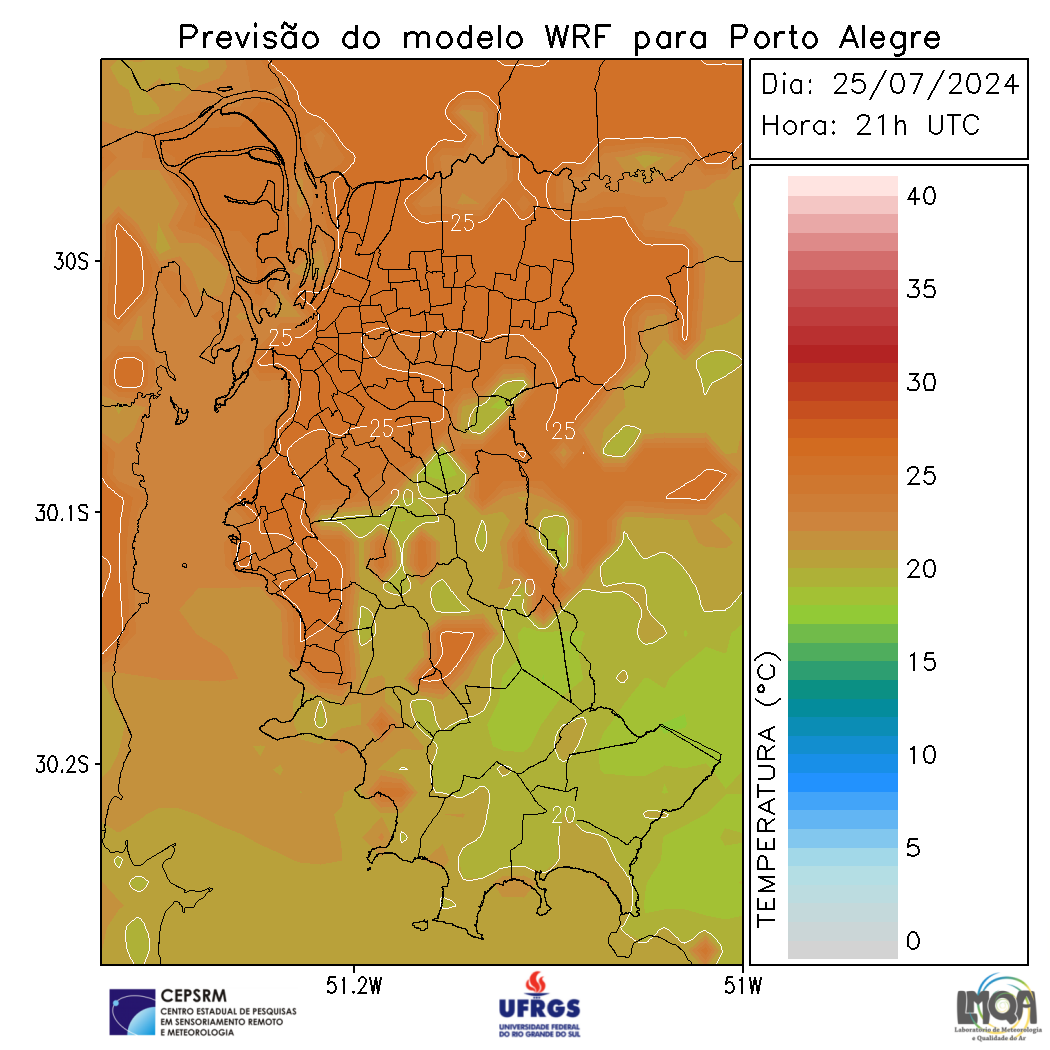 Previsão do modelo WRF para Porto Alegre
Dia: 25/07/2024
Hora: 21h UTC
40
35
30
25
20
15
10
5
0
TEMPERATURA (°C)
30S
30.1S
30.2S
51.2W
51W
25
25
25
25
20
20
20
CEPSRM
CENTRO ESTADUAL DE PESQUISAS
EM SENSORIAMENTO REMOTO
E METEOROLOGIA
UFRGS
UNIVERSIDADE FEDERAL
DO RIO GRANDE DO SUL
LMQA
Laboratório de Meteorologia
e Qualidade do Ar